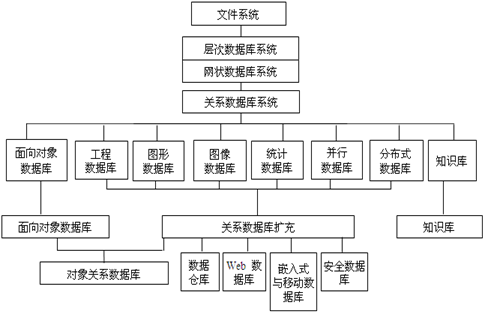 文件系统
层次数据库系统
网状数据库系统
关系数据库系统
面向对象
数据库
工程
数据库
图形
数据库
图像
数据库
统计
数据库
并行
数据库
分布式
数据库
知识库
面向对象数据库
关系数据库扩充
知识库
对象关系数据库
数据
仓库
Web 数
据库
嵌入式
与移动数
据库
安全数据
库